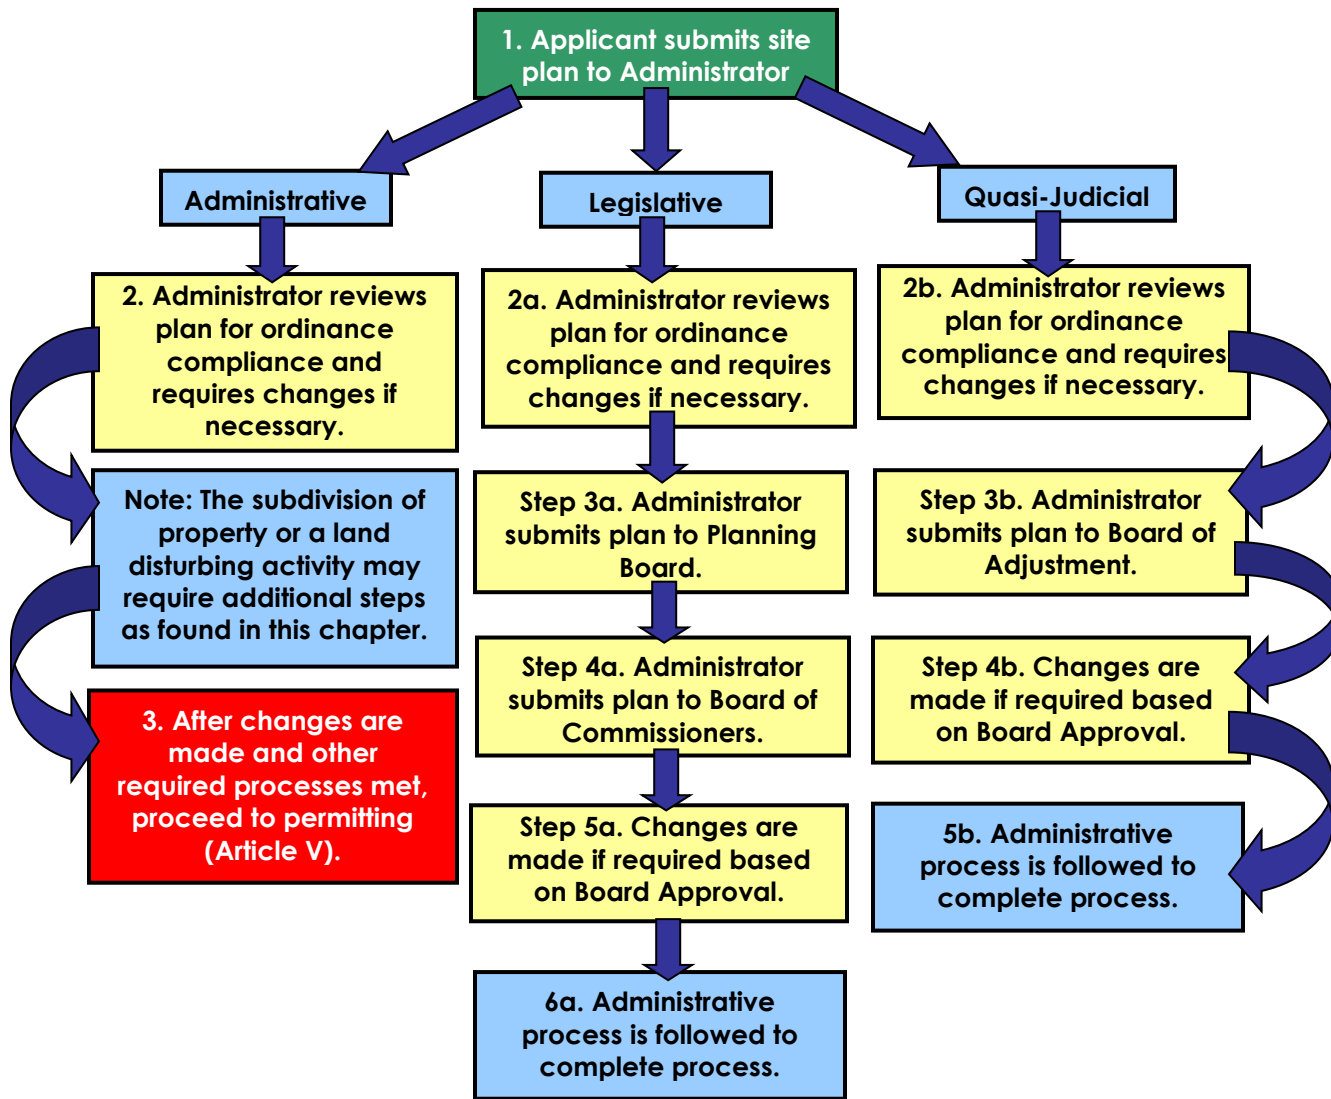 1. Applicant submits site
plan to Administrator
Administrative
2. Administrator reviews
plan for ordinance
compliance and
requires changes if
necessary.
Note: The subdivision of
property or a land
disturbing activity may
require additional steps
as found in this chapter.
3. After changes are
made and other
required processes met,
proceed to permitting
(Article V).
Legislative
2a. Administrator reviews
plan for ordinance
compliance and requires
changes if necessary.
Step 3a. Administrator
submits plan to Planning
Board.
Step 4a. Administrator
submits plan to Board of
Commissioners.
Step 5a. Changes are
made if required based
on Board Approval.
6a. Administrative
process is followed to
complete process.
Quasi-Judicial
2b. Administrator reviews
plan for ordinance
compliance and requires
changes if necessary.
Step 3b. Administrator
submits plan to Board of
Adjustment.
Step 4b. Changes are
made if required based
on Board Approval.
5b. Administrative
process is followed to
complete process.